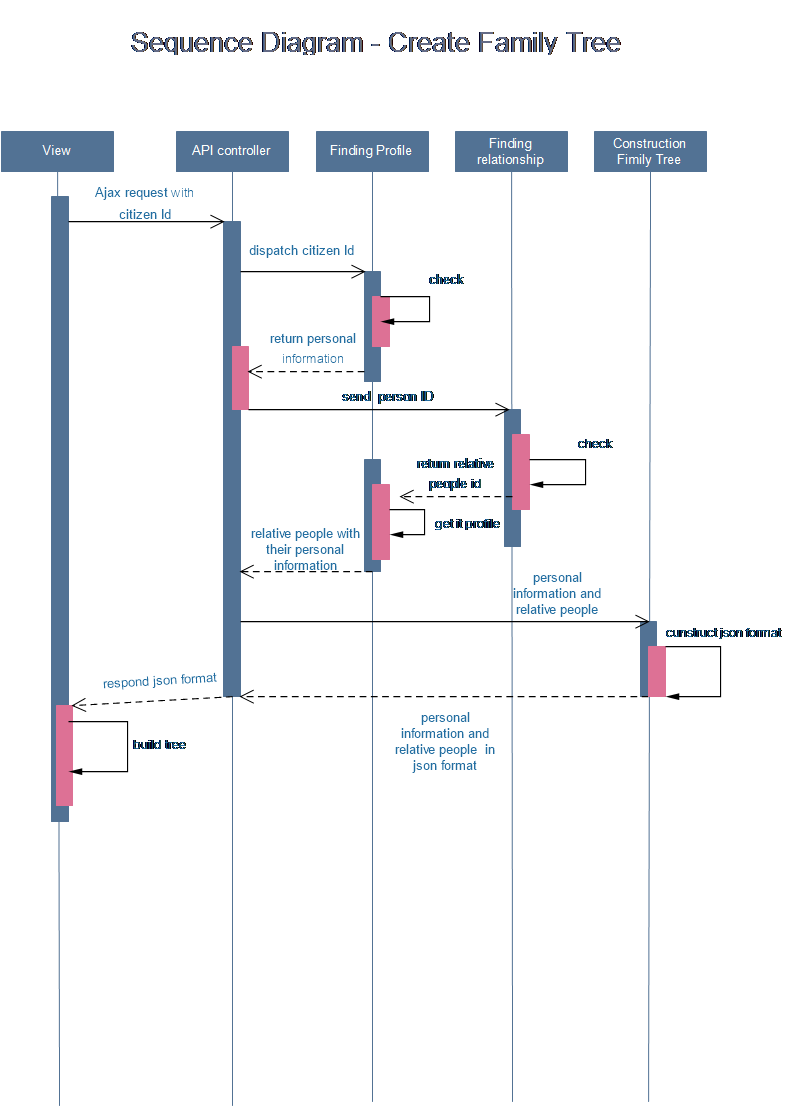 Sequence Diagram - Create Family Tree
View
API controller
Finding Profile
Finding
relationship
Construction
Fimily Tree
Ajax request with
citizen Id
dispatch citizen Id
check
return personal
information
send person ID
check
return relative
people id
get it profile
relative people with
their personal
information
personal
information and
relative people
cunstruct json format
respond json format
personal
information and
relative people in
json format
build tree